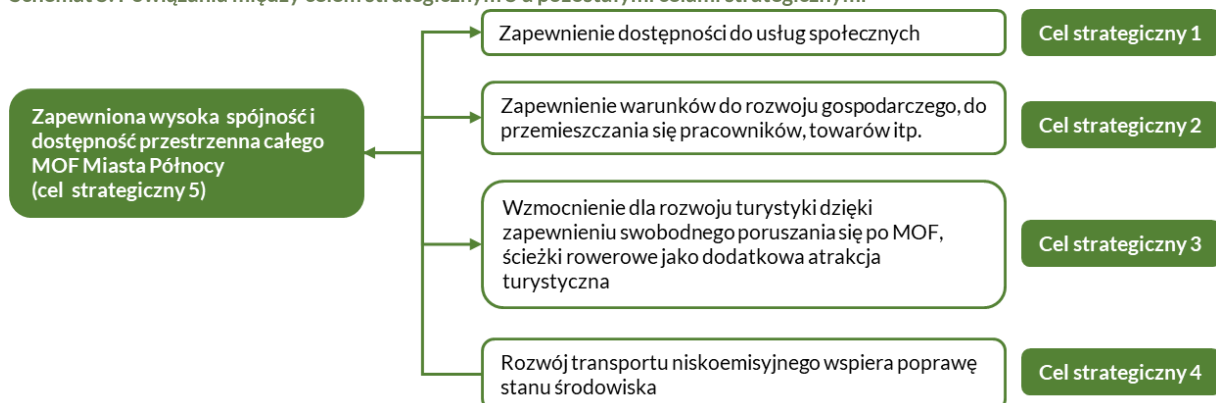 Zapewnienie dostępności do usług społecznych
Cel strategiczny 1
Zapewniona wysoka spójność i
dostępność przestrzenna całego
MOF Miasta Północy
(cel strategiczny 5)
Zapewnienie warunków do rozwoju gospodarczego, do
przemieszczania się pracowników, towarów itp.
Cel strategiczny 2
Wzmocnienie dla rozwoju turystyki dzięki
zapewnieniu swobodnego poruszania się po MOF,
ścieżki rowerowe jako dodatkowa atrakcja
turystyczna
Cel strategiczny 3
Rozwój transportu niskoemisyjnego wspiera poprawę
stanu środowiska
Cel strategiczny 4